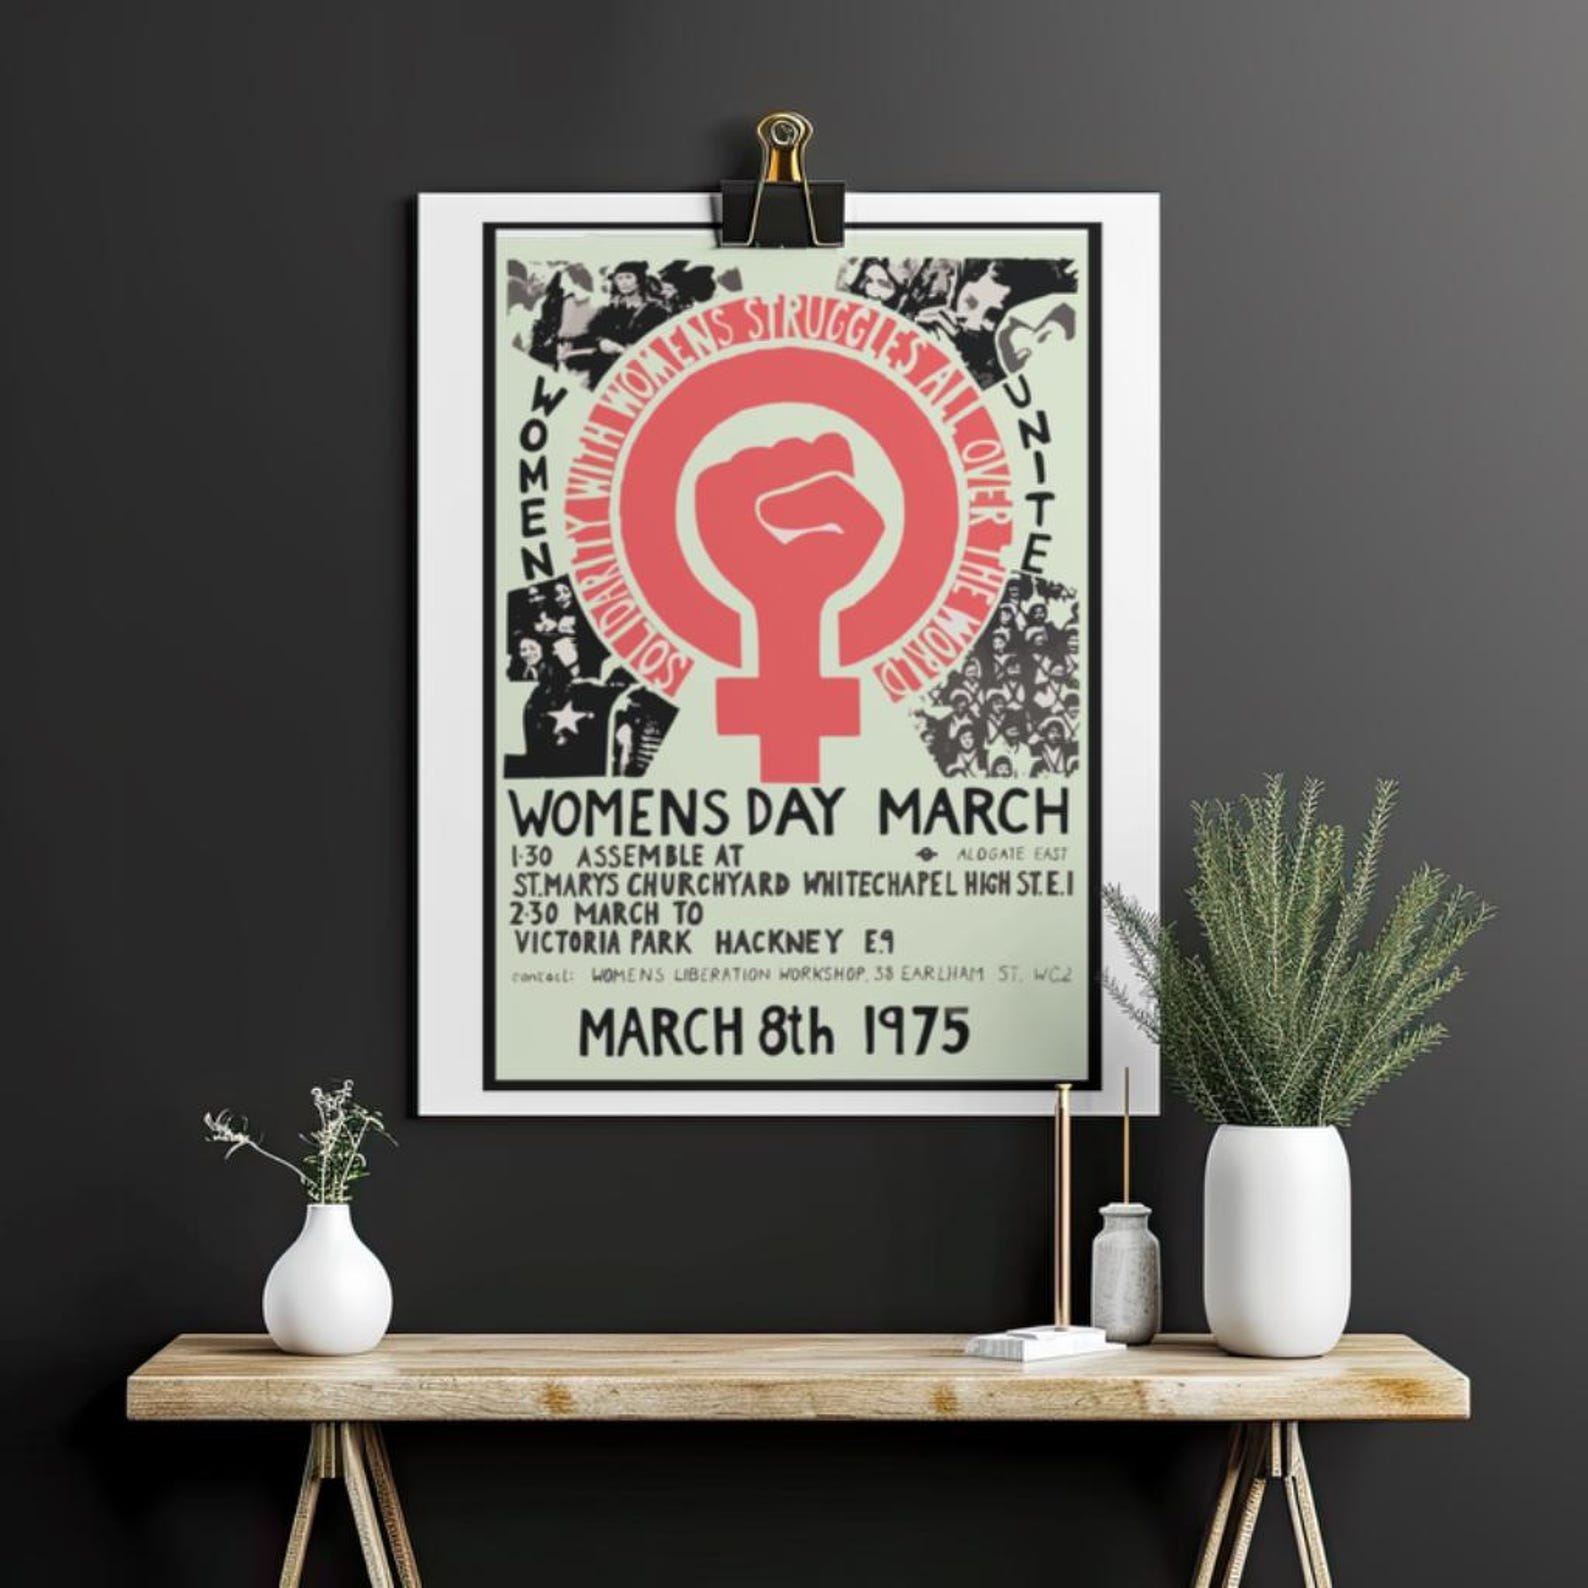 SOLIDARITY WITH WOMENS STRUGGLES ALL OVER THE WORLD
WOMEN
UNITE
WOMENS DAY MARCH
1·30 ASSEMBLE AT
ALDGATE EAST
ST.MARYS CHURCHYARD WHITECHAPEL HIGH ST.E.1
2·30 MARCH TO
VICTORIA PARK HACKNEY E.9
contact: WOMENS LIBERATION WORKSHOP, 38 EARLHAM ST. WC2
MARCH 8th 1975